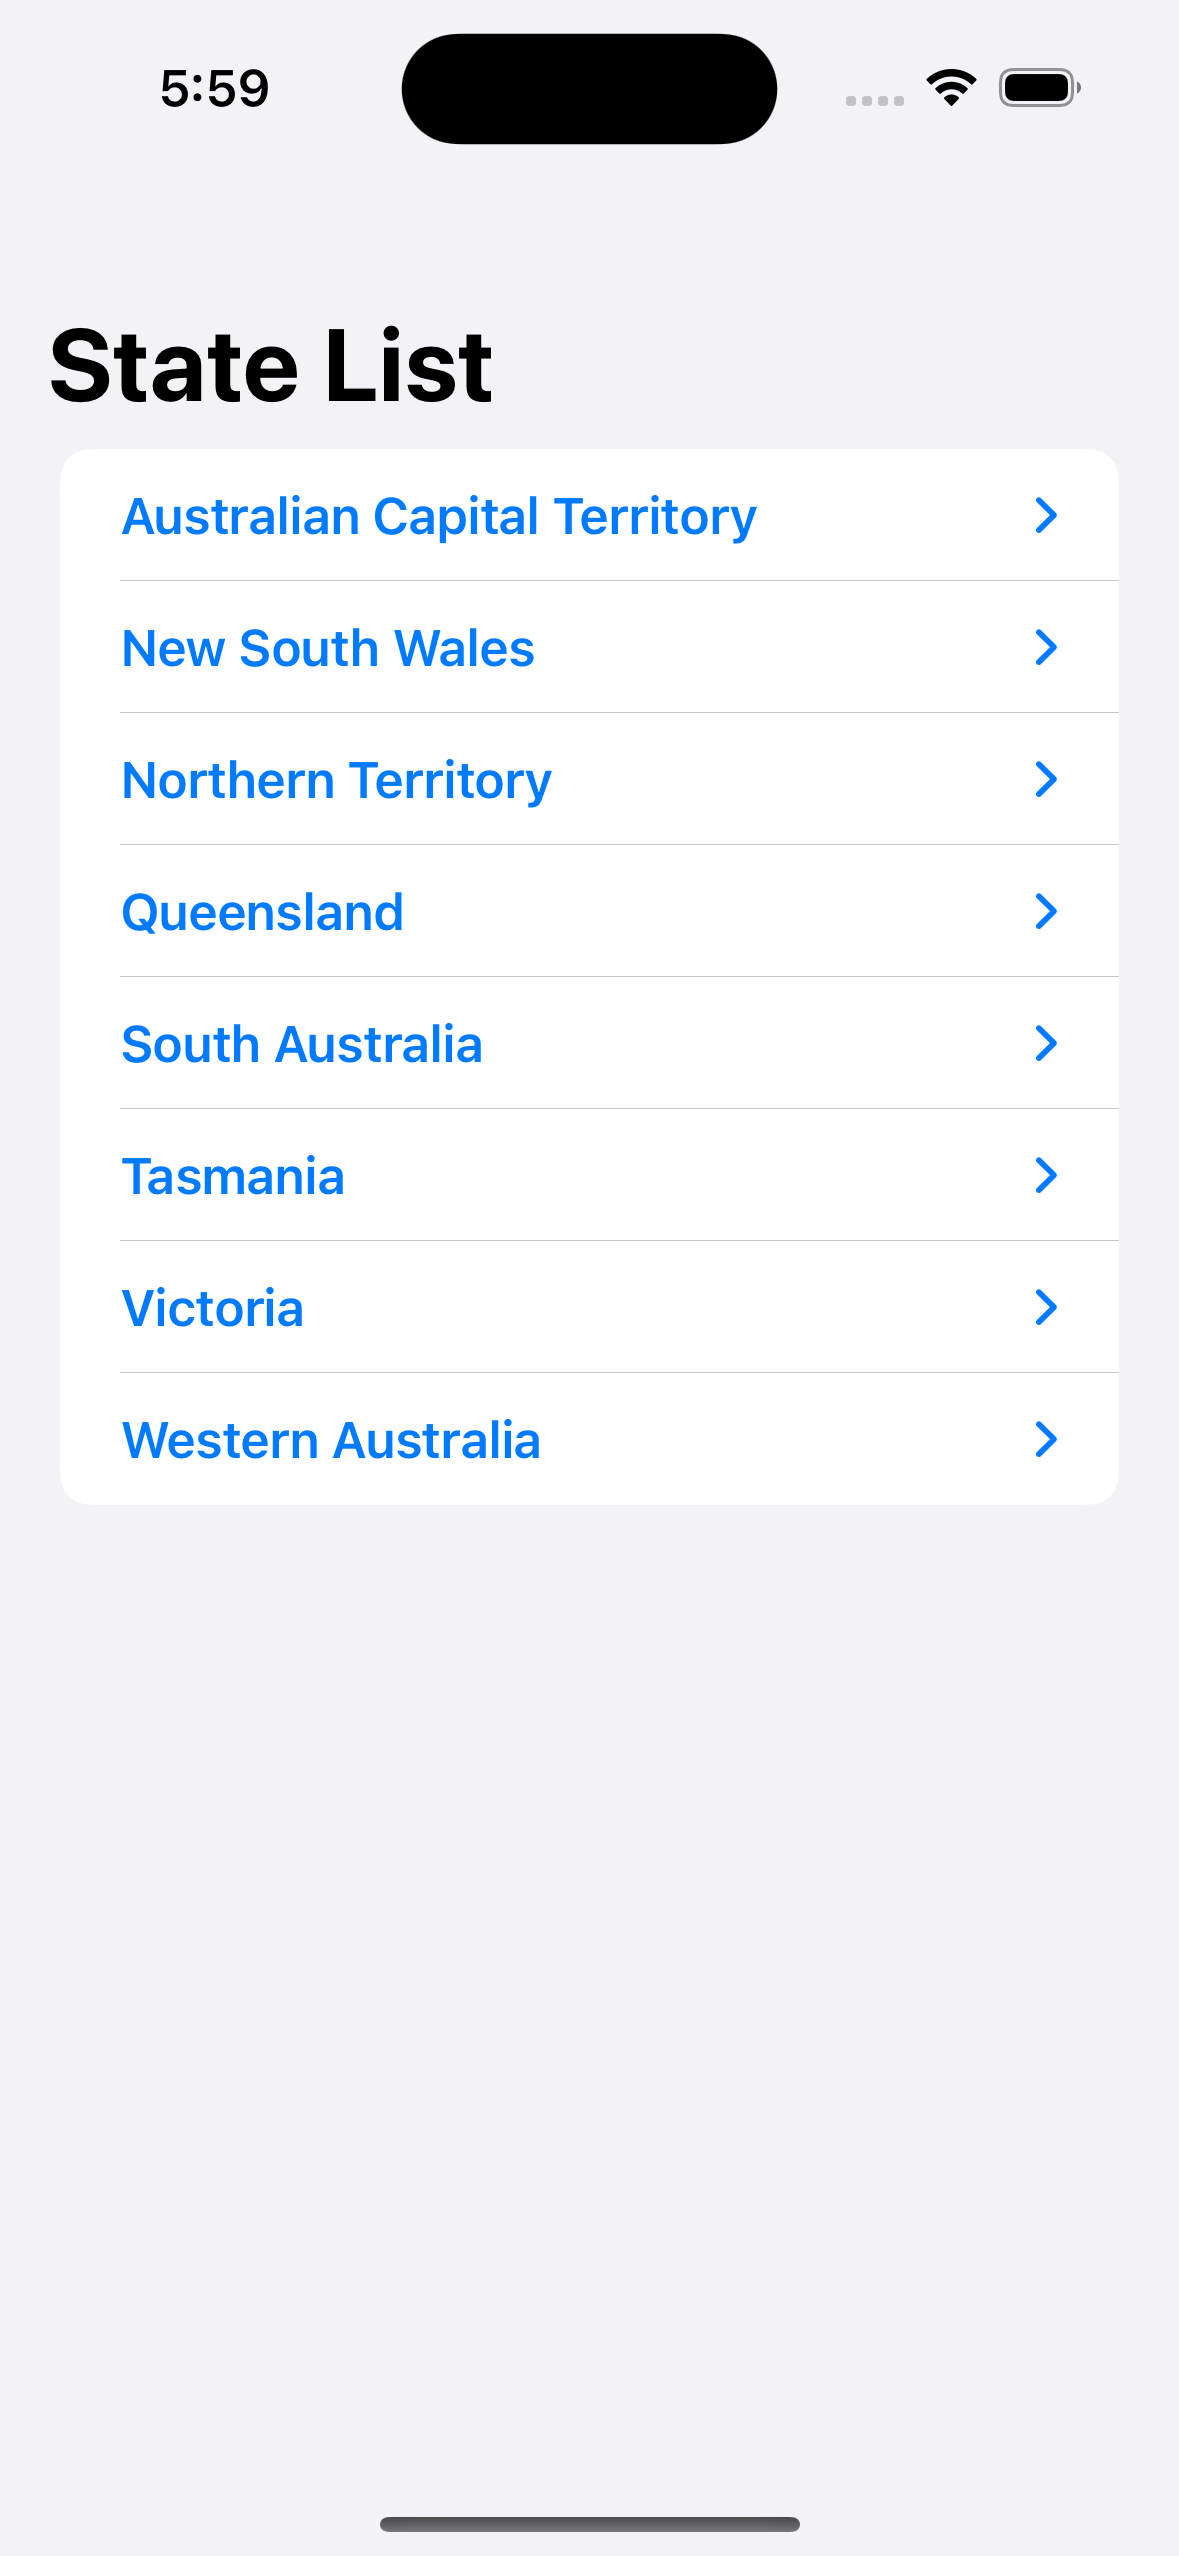 5:59
State List
Australian Capital Territory
New South Wales
Northern Territory
Queensland
South Australia
Tasmania
Victoria
Western Australia